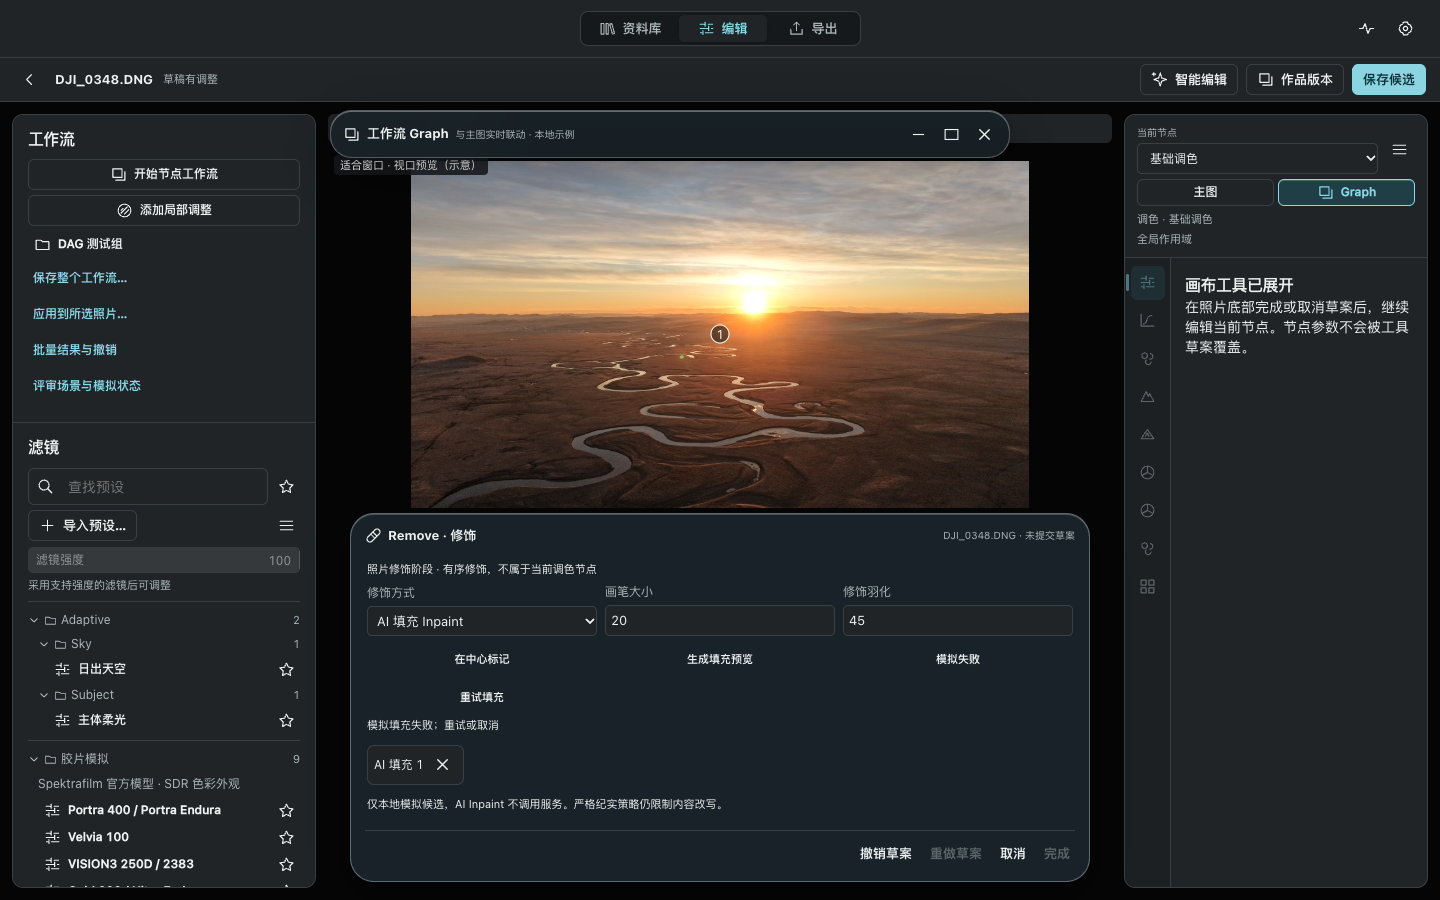 资料库
编辑
导出
DJI_0348.DNG 草稿有调整
智能编辑
作品版本
保存候选
工作流
开始节点工作流
添加局部调整
DAG 测试组
保存整个工作流...
应用到所选照片...
批量结果与撤销
评审场景与模拟状态
滤镜
查找预设
导入预设...
滤镜强度 100
采用支持强度的滤镜后可调整
Adaptive 2
Sky 1
日出天空
Subject 1
主体柔光
胶片模拟 9
Spektrafilm 官方模型 · SDR 色彩外观
Portra 400 / Portra Endura
Velvia 100
VISION3 250D / 2383
工作流 Graph 与主图实时联动 · 本地示例
适合窗口 · 视口预览（示意）
1
Remove · 修饰
DJI_0348.DNG · 未提交草案
照片修饰阶段 · 有序修饰，不属于当前调色节点
修饰方式 画笔大小 修饰羽化
AI 填充 Inpaint 20 45
在中心标记 生成填充预览 模拟失败
重试填充
模拟填充失败；重试或取消
AI 填充 1
仅本地模拟候选，AI Inpaint 不调用服务。严格纪实策略仍限制内容改写。
撤销草案 重做草案 取消 完成
当前节点
基础调色
主图
Graph
调色 · 基础调色
全局作用域
画布工具已展开
在照片底部完成或取消草案后，继续
编辑当前节点。节点参数不会被工具
草案覆盖。